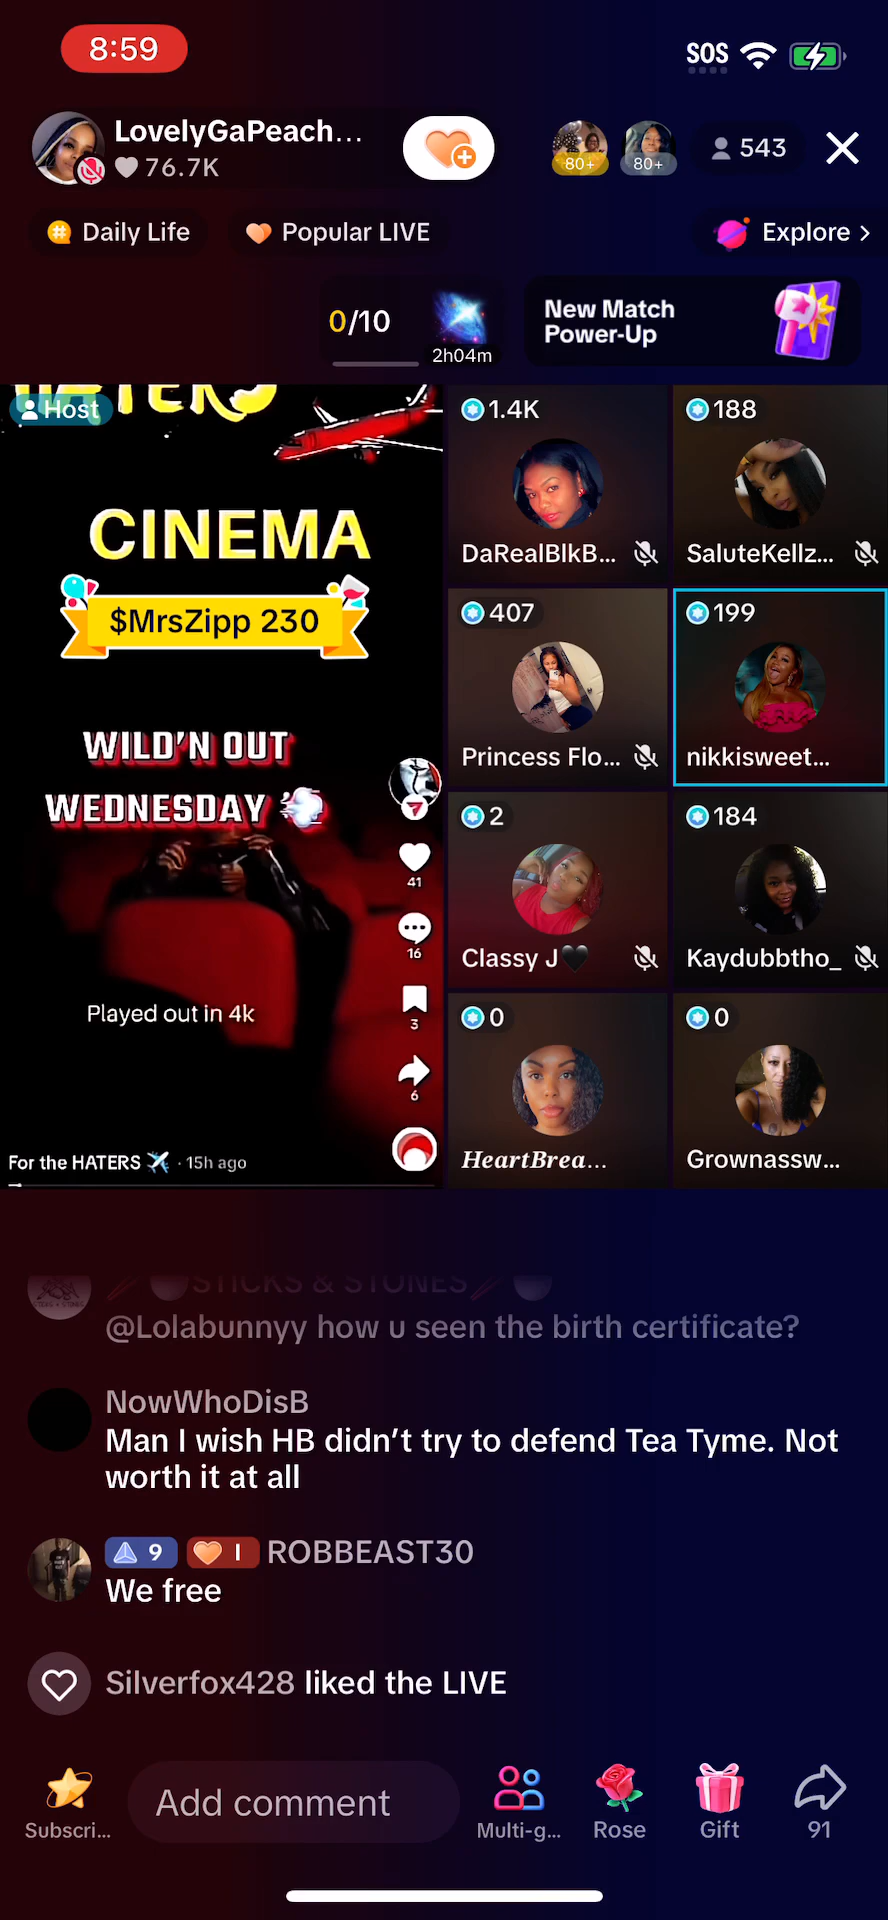 8:59
SOS
LovelyGaPeach...
76.7K
80+
80+
543
Daily Life
Popular LIVE
Explore >
0/10
2h04m
New Match
Power-Up
HATERS
Host
CINEMA
$MrsZipp 230
WILD'N OUT
WEDNESDAY
41
16
3
6
Played out in 4k
For the HATERS ✈️ · 15h ago
1.4K
DaRealBlkB...
188
SaluteKellz...
407
Princess Flo...
199
nikkisweet...
2
Classy J🖤
184
Kaydubbtho_
0
HeartBrea...
0
Grownassw...
STICKS & STONES
@Lolabunnyy how u seen the birth certificate?
NowWhoDisB
Man I wish HB didn't try to defend Tea Tyme. Not
worth it at all
9 I ROBBEAST30
We free
Silverfox428 liked the LIVE
Subscri...
Add comment
Multi-g...
Rose
Gift
91